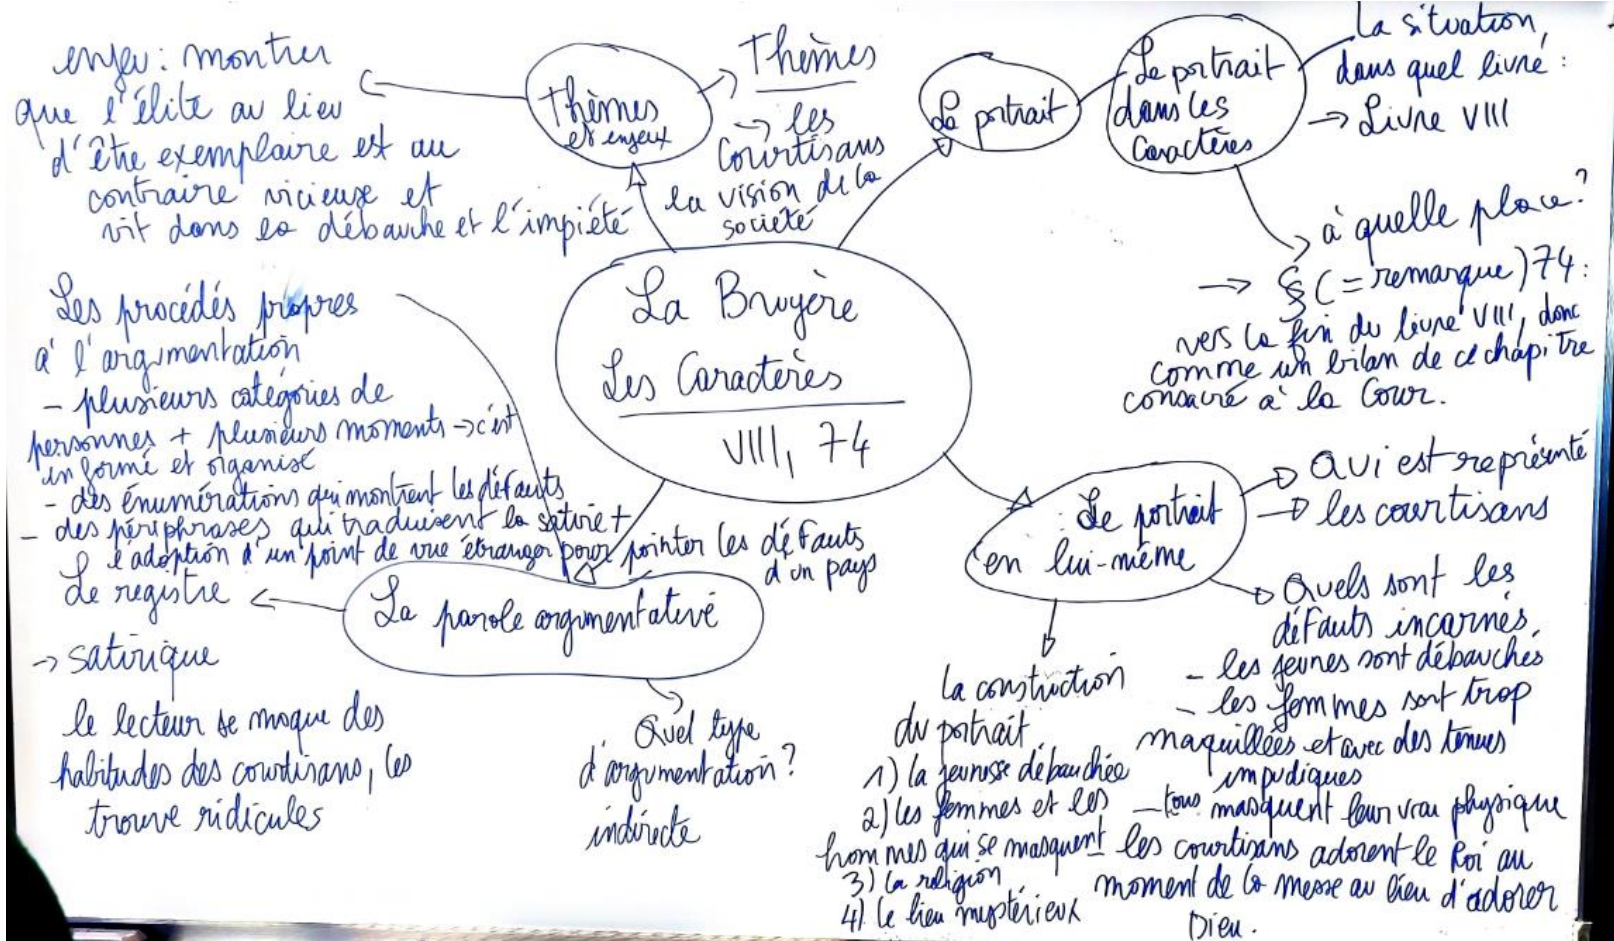 La Bruyère
Les Caractères
VIII, 74
Thèmes
et enjeux
enjeu : montrer
que l'élite au lieu
d'être exemplaire est au
contraire vicieuse et
vit dans la débauche et l'impiété
Thèmes
→ les
courtisans
la vision de la
société
Le portrait
Le portrait
dans les
Caractères
La situation,
dans quel livre :
→ Livre VIII
à quelle place ?
→ § (= remarque) 74 :
vers la fin du livre VIII, donc
comme un bilan de ce chapitre
consacré à la Cour.
Le portrait
en lui-même
Qui est représenté
→ les courtisans
Quels sont les
défauts incarnés,
- les jeunes sont débauchés
- les femmes sont trop
maquillées et avec des tenues
impudiques
- tous masquent leur vrai physique
- les courtisans adorent le Roi au
moment de la messe au lieu d'adorer
Dieu.
La construction
du portrait
1) la jeunesse débauchée
2) les femmes et les
hommes qui se masquent
3) la religion
4) le lieu mystérieux
La parole argumentative
Les procédés propres
à l'argumentation
- plusieurs catégories de
personnes + plusieurs moments → c'est
informé et organisé
- des énumérations qui montrent les défauts
- des périphrases qui traduisent la satire +
l'adoption d'un point de vue étranger pour pointer les défauts
d'un pays
Le registre
→ satirique
le lecteur se moque des
habitudes des courtisans, les
trouve ridicules
Quel type
d'argumentation ?
indirecte